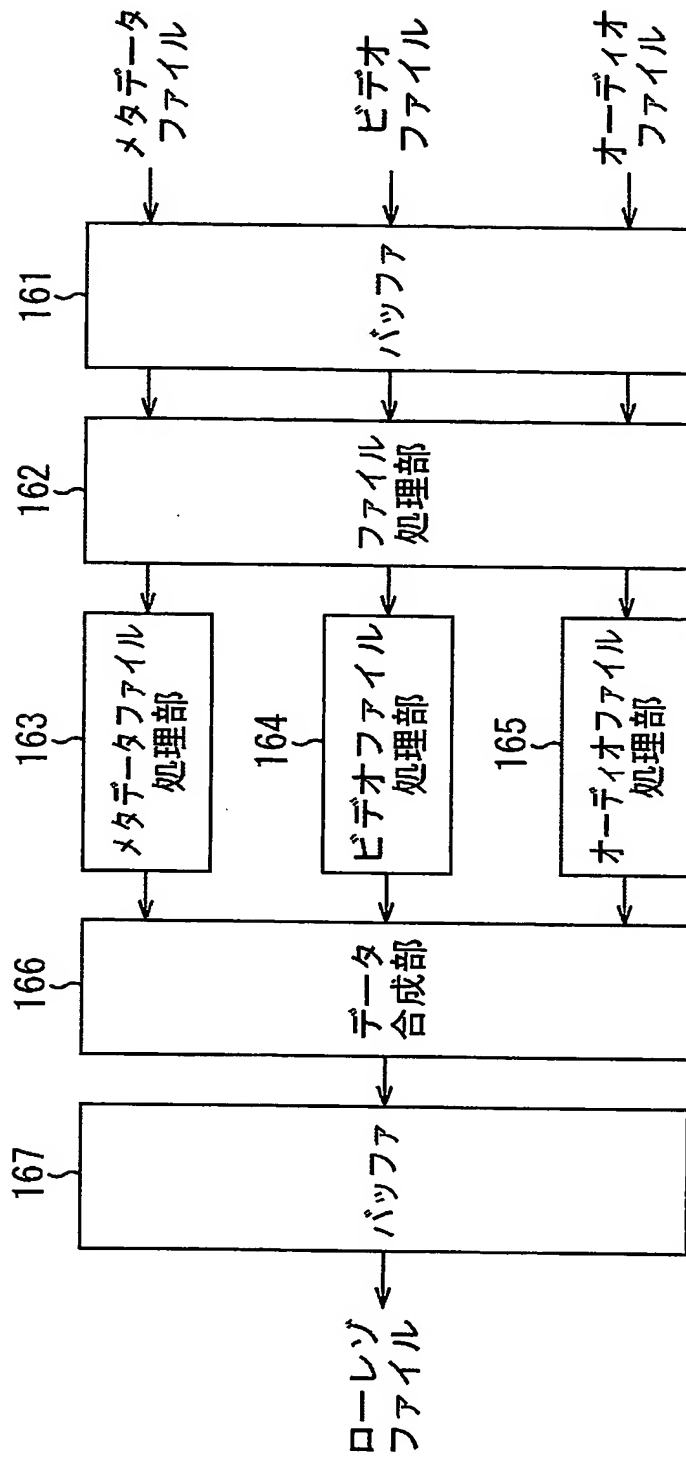 メタデータ
ファイル
ビデオ
ファイル
オーディオ
ファイル
161
バッファ
162
ファイル
処理部
163
メタデータファイル
処理部
164
ビデオファイル
処理部
165
オーディオファイル
処理部
166
データ
合成部
167
バッファ
ローレゾ
ファイル